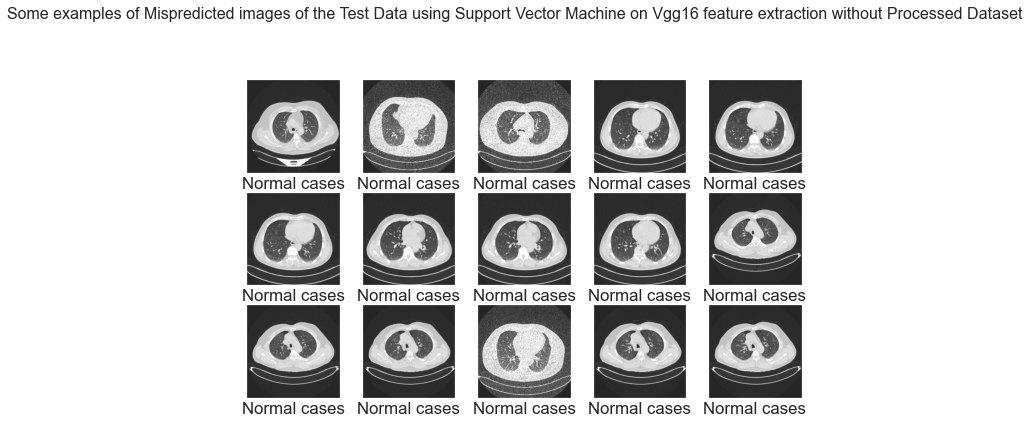 Some examples of Mispredicted images of the Test Data using Support Vector Machine on Vgg16 feature extraction without Processed Dataset
Normal cases Normal cases Normal cases Normal cases Normal cases
Normal cases Normal cases Normal cases Normal cases Normal cases
Normal cases Normal cases Normal cases Normal cases Normal cases